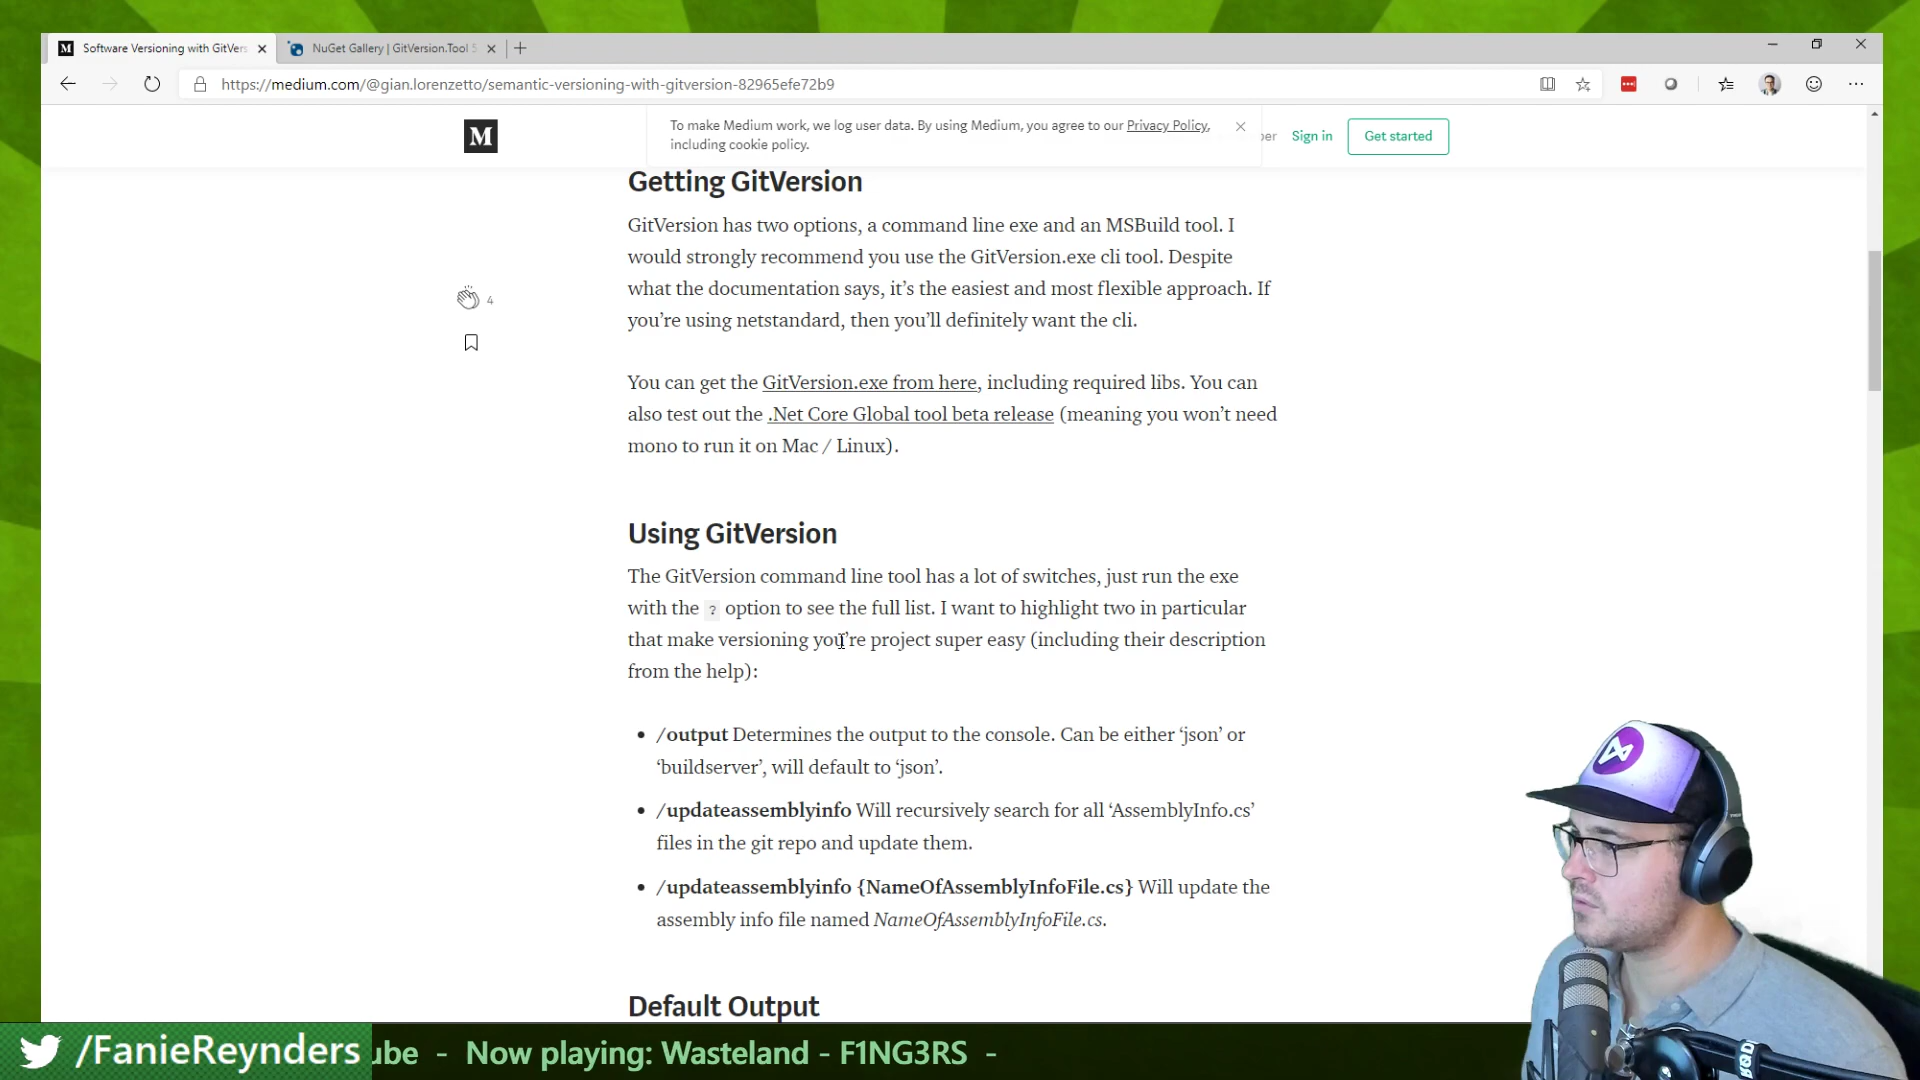 Software Versioning with GitVers
NuGet Gallery | GitVersion.Tool 5
https://medium.com/@gian.lorenzetto/semantic-versioning-with-gitversion-82965efe72b9
M
To make Medium work, we log user data. By using Medium, you agree to our Privacy Policy,
including cookie policy.
ber
Sign in
Get started
Getting GitVersion
GitVersion has two options, a command line exe and an MSBuild tool. I
would strongly recommend you use the GitVersion.exe cli tool. Despite
what the documentation says, it’s the easiest and most flexible approach. If
you’re using netstandard, then you’ll definitely want the cli.
4
You can get the GitVersion.exe from here, including required libs. You can
also test out the .Net Core Global tool beta release (meaning you won’t need
mono to run it on Mac / Linux).
Using GitVersion
The GitVersion command line tool has a lot of switches, just run the exe
with the ? option to see the full list. I want to highlight two in particular
that make versioning you’re project super easy (including their description
from the help):
• /output Determines the output to the console. Can be either ‘json’ or
‘buildserver’, will default to ‘json’.
• /updateassemblyinfo Will recursively search for all ‘AssemblyInfo.cs’
files in the git repo and update them.
• /updateassemblyinfo {NameOfAssemblyInfoFile.cs} Will update the
assembly info file named NameOfAssemblyInfoFile.cs.
Default Output
/FanieReynders
ube - Now playing: Wasteland - F1NG3RS -